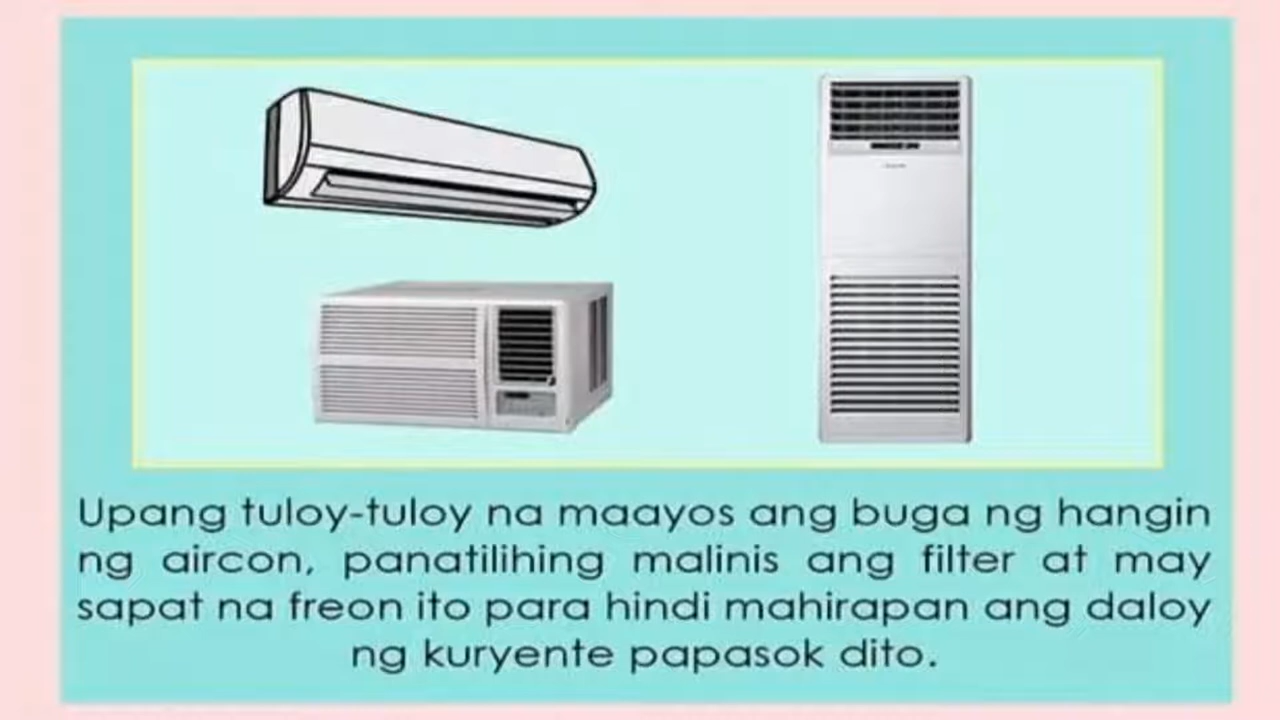 Upang tuloy-tuloy na maayos ang buga ng hangin
ng aircon, panatilihing malinis ang filter at may
sapat na freon ito para hindi mahirapan ang daloy
ng kuryente papasok dito.